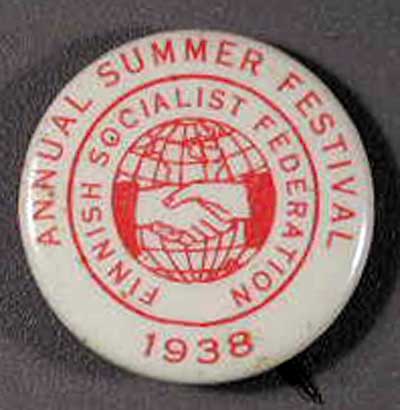 ANNUAL SUMMER FESTIVAL
FINNISH SOCIALIST FEDERATION
1938